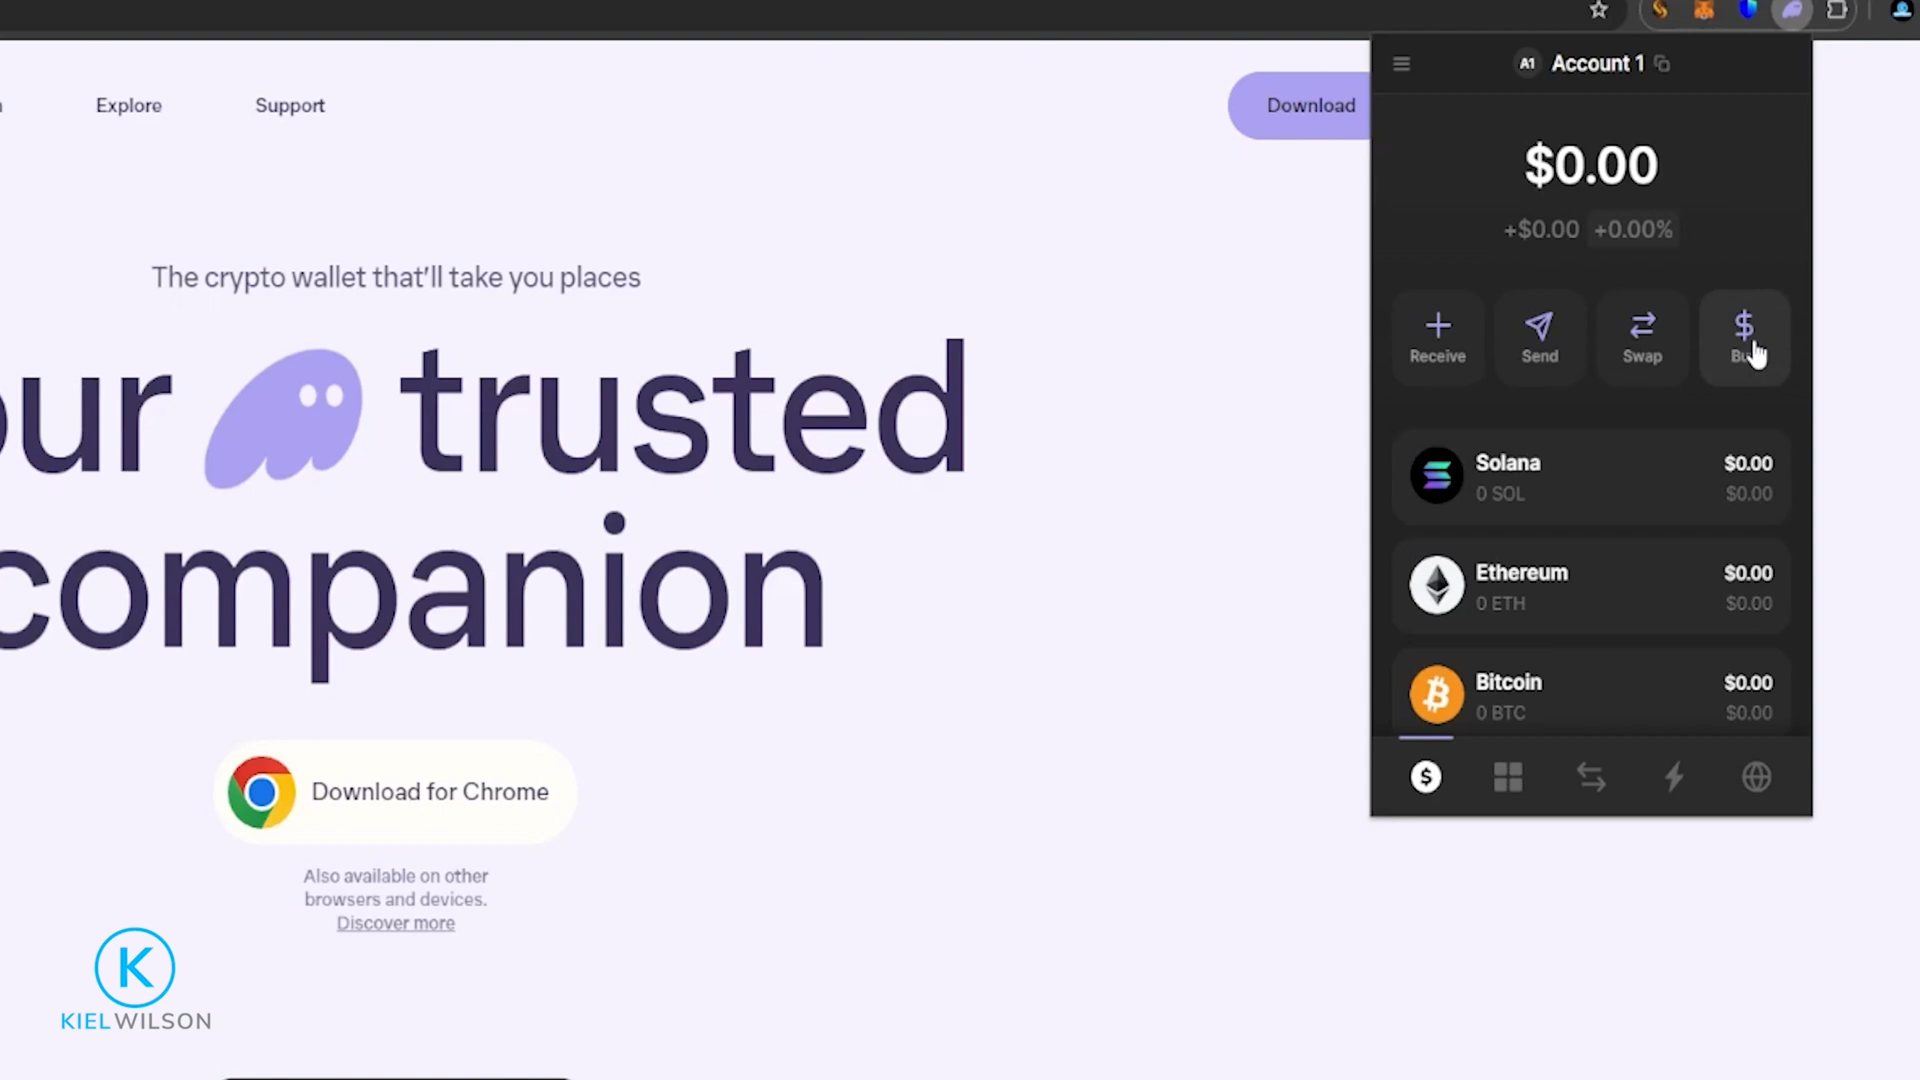 Explore
Support
Download
The crypto wallet that'll take you places
our trusted
companion
Download for Chrome
Also available on other
browsers and devices.
Discover more
KIELWILSON
A1 Account 1
$0.00
+$0.00 +0.00%
Receive
Send
Swap
Solana
$0.00
0 SOL
$0.00
Ethereum
$0.00
0 ETH
$0.00
Bitcoin
$0.00
0 BTC
$0.00